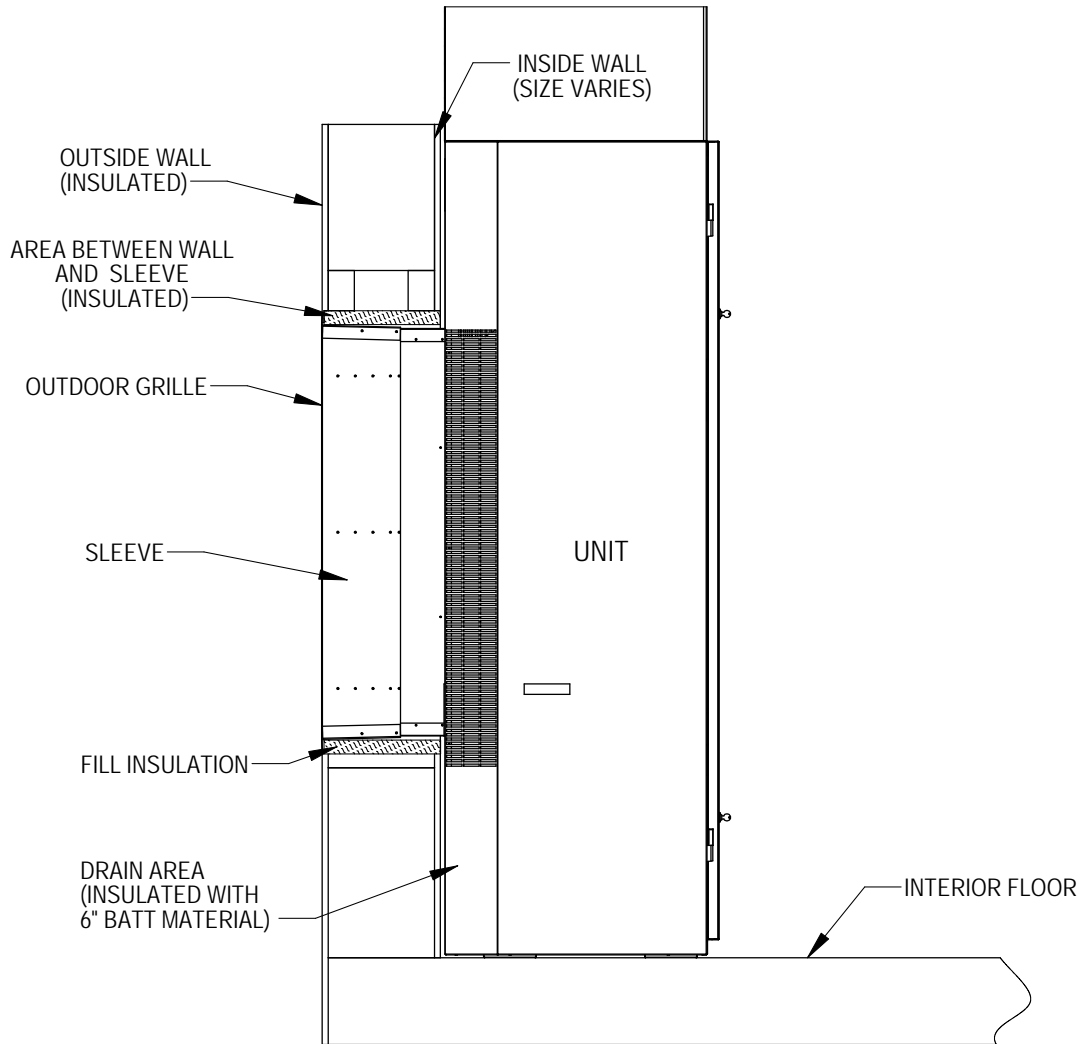 INSIDE WALL
(SIZE VARIES)
OUTSIDE WALL
(INSULATED)
AREA BETWEEN WALL
AND SLEEVE
(INSULATED)
OUTDOOR GRILLE
SLEEVE
UNIT
FILL INSULATION
DRAIN AREA
(INSULATED WITH
6" BATT MATERIAL)
INTERIOR FLOOR